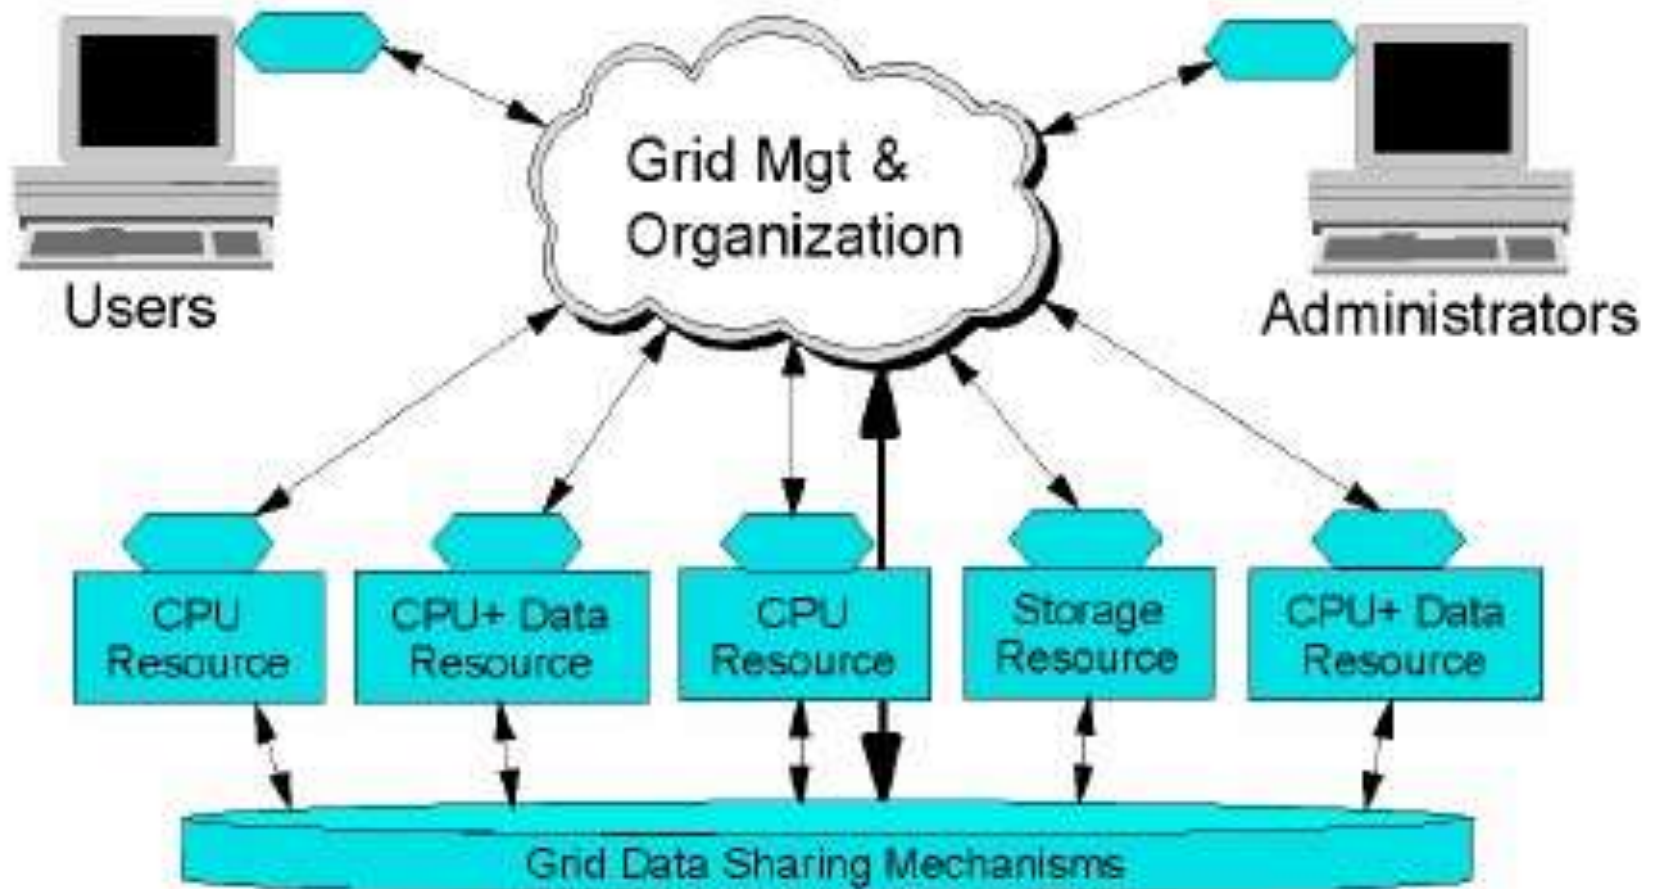 Grid Mgt &
Organization
Users
Administrators
CPU
Resource
CPU+ Data
Resource
CPU
Resource
Storage
Resource
CPU+ Data
Resource
Grid Data Sharing Mechanisms